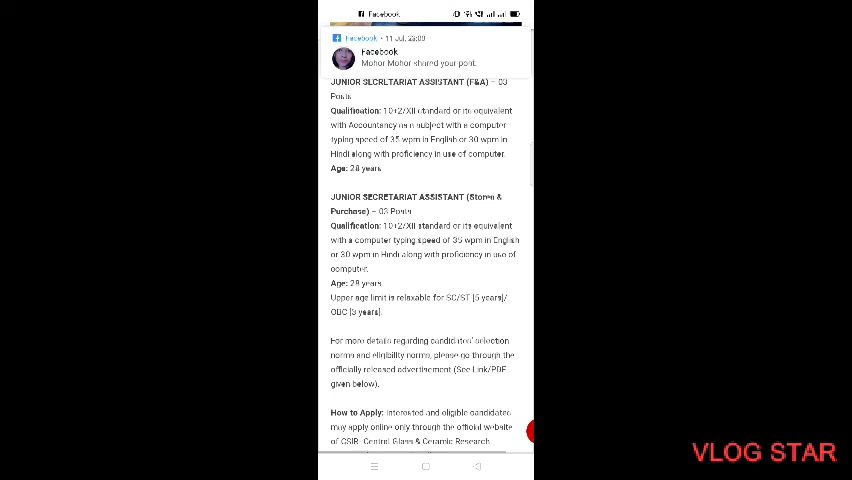 Facebook
Facebook • 11 Jul, 23:09
Facebook
Mohor Mohor shared your post.
JUNIOR SECRETARIAT ASSISTANT (F&A) – 03
Posts
Qualification: 10+2/XII standard or its equivalent
with Accountancy as a subject with a computer
typing speed of 35 wpm in English or 30 wpm in
Hindi along with proficiency in use of computer.
Age: 28 years
JUNIOR SECRETARIAT ASSISTANT (Stores &
Purchase) – 03 Posts
Qualification: 10+2/XII standard or its equivalent
with a computer typing speed of 35 wpm in English
or 30 wpm in Hindi along with proficiency in use of
computer.
Age: 28 years
Upper age limit is relaxable for SC/ST [5 years]/
OBC [3 years].
For more details regarding candidates' selection
norms and eligibility norms, please go through the
officially released advertisement (See Link/PDF
given below).
How to Apply: Interested and eligible candidates
may apply online only through the official website
of CSIR- Central Glass & Ceramic Research
VLOG STAR